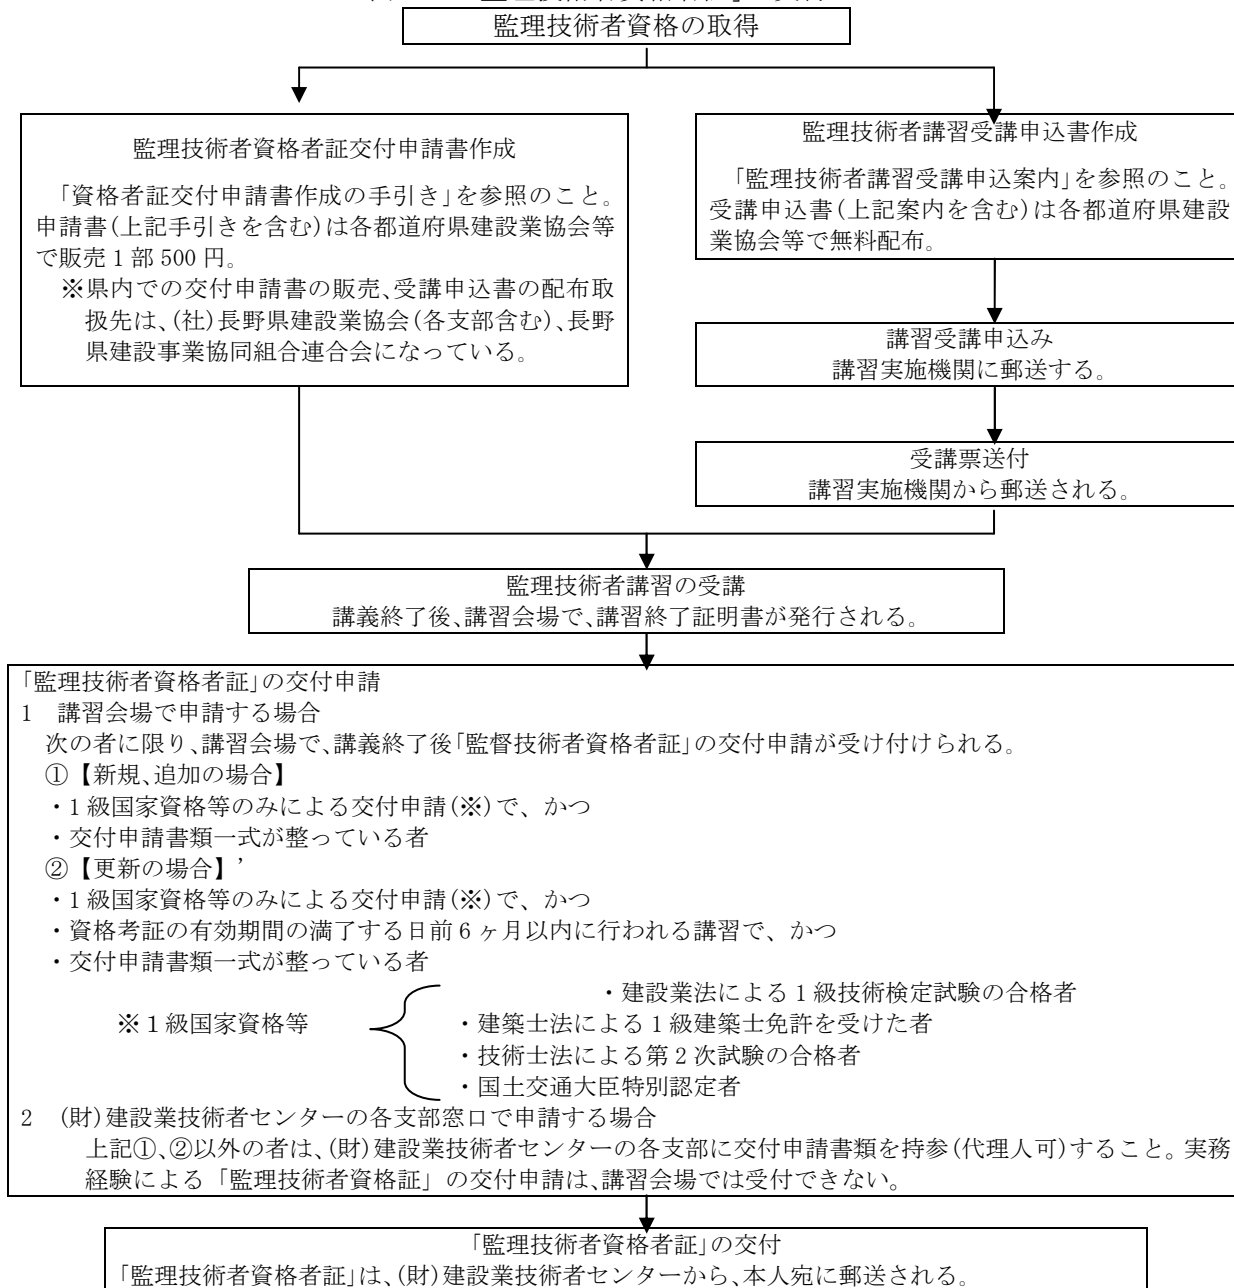 監理技術者資格の取得
監理技術者資格者証交付申請書作成
「資格者証交付申請書作成の手引き」を参照のこと。
申請書(上記手引きを含む)は各都道府県建設業協会等
で販売1部500円。
※県内での交付申請書の販売、受講申込書の配布取
扱先は、(社)長野県建設業協会(各支部含む)、長野
県建設事業協同組合連合会になっている。
監理技術者講習受講申込書作成
「監理技術者講習受講申込案内」を参照のこと。
受講申込書(上記案内を含む)は各都道府県建設
業協会等で無料配布。
講習受講申込み
講習実施機関に郵送する。
受講票送付
講習実施機関から郵送される。
監理技術者講習の受講
講義終了後、講習会場で、講習終了証明書が発行される。
「監理技術者資格者証」の交付申請
1 講習会場で申請する場合
次の者に限り、講習会場で、講義終了後「監督技術者資格者証」の交付申請が受け付けられる。
①【新規、追加の場合】
・1級国家資格等のみによる交付申請(※)で、かつ
・交付申請書類一式が整っている者
②【更新の場合】’
・1級国家資格等のみによる交付申請(※)で、かつ
・資格考証の有効期間の満了する日前6ヶ月以内に行われる講習で、かつ
・交付申請書類一式が整っている者
※1級国家資格等
・建設業法による1級技術検定試験の合格者
・建築士法による1級建築士免許を受けた者
・技術士法による第2次試験の合格者
・国土交通大臣特別認定者
2 (財)建設業技術者センターの各支部窓口で申請する場合
上記①、②以外の者は、(財)建設業技術者センターの各支部に交付申請書類を持参(代理人可)すること。実務
経験による「監理技術者資格証」の交付申請は、講習会場では受付できない。
「監理技術者資格者証」の交付
「監理技術者資格者証」は、(財)建設業技術者センターから、本人宛に郵送される。